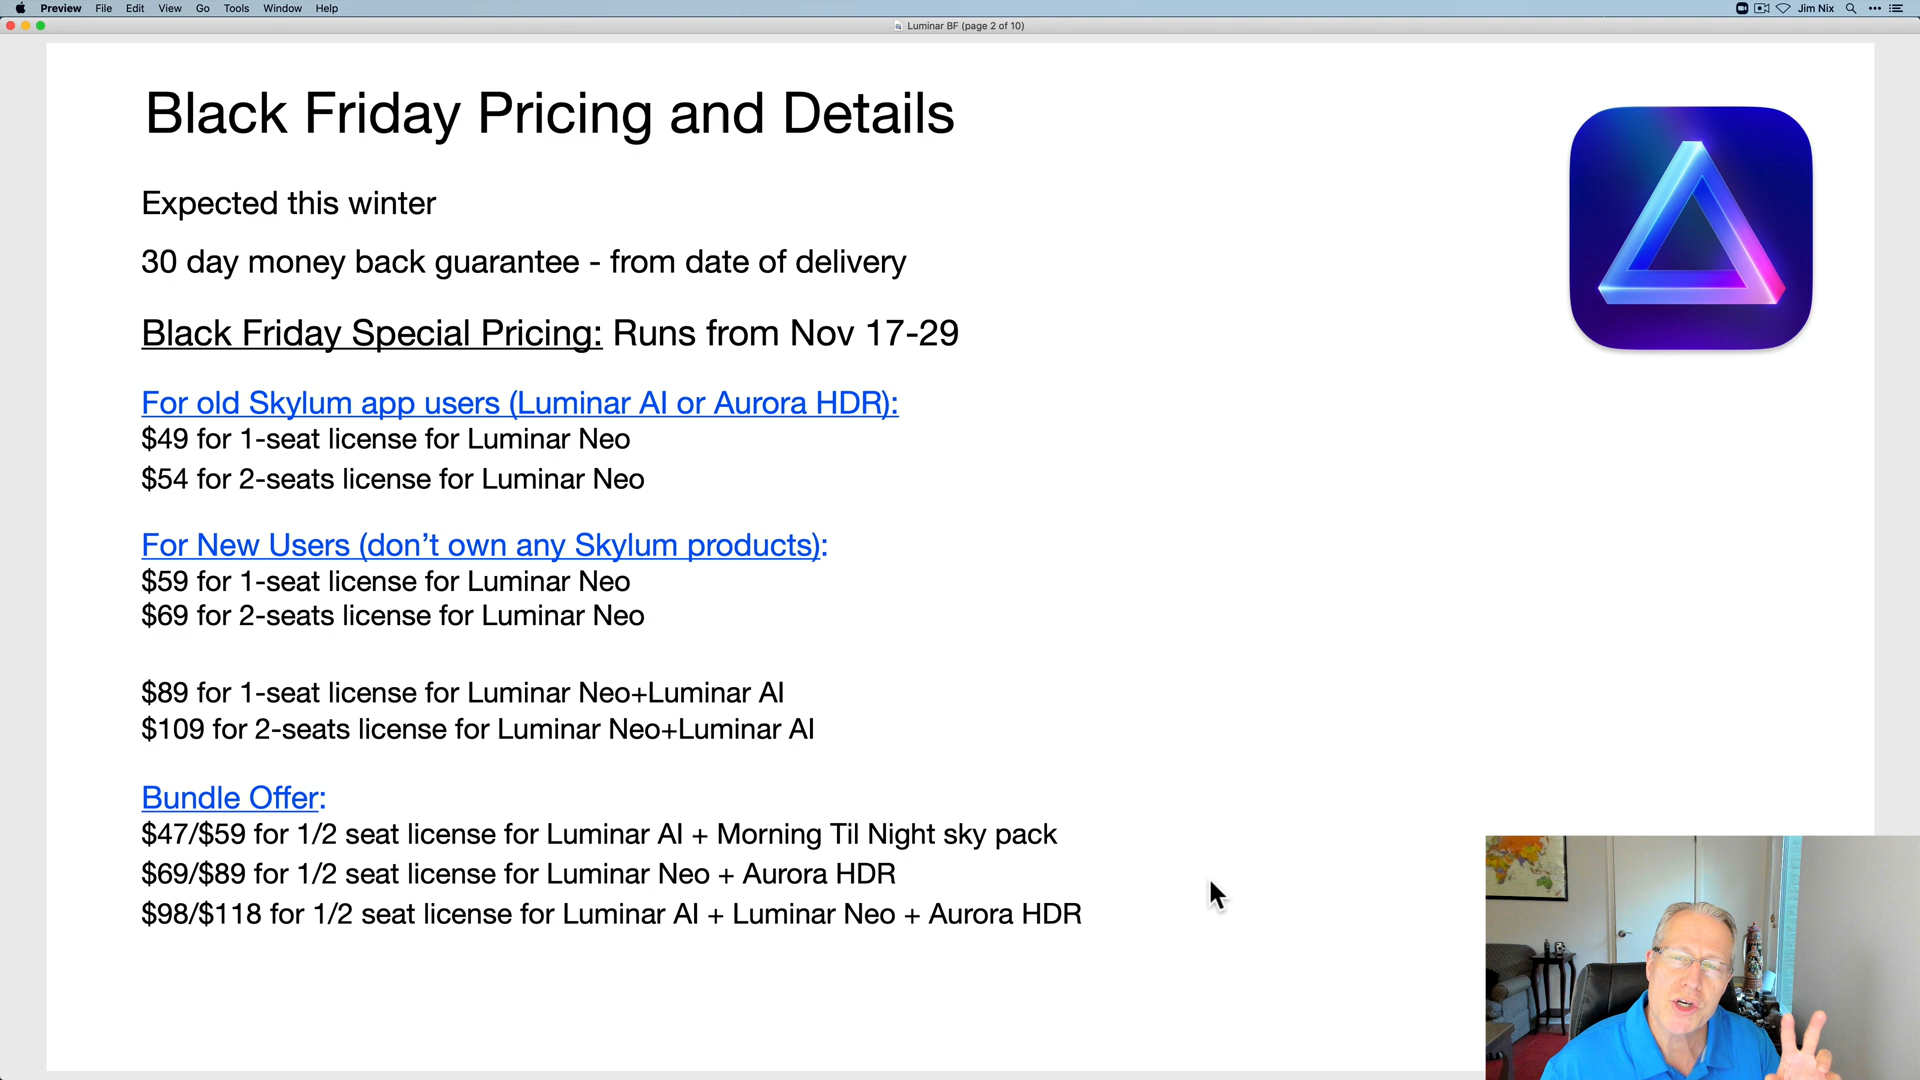 Preview File Edit View Go Tools Window Help Jim Nix
Luminar BF (page 2 of 10)
Black Friday Pricing and Details
Expected this winter
30 day money back guarantee - from date of delivery
Black Friday Special Pricing: Runs from Nov 17-29
For old Skylum app users (Luminar AI or Aurora HDR):
$49 for 1-seat license for Luminar Neo
$54 for 2-seats license for Luminar Neo
For New Users (don’t own any Skylum products):
$59 for 1-seat license for Luminar Neo
$69 for 2-seats license for Luminar Neo
$89 for 1-seat license for Luminar Neo+Luminar AI
$109 for 2-seats license for Luminar Neo+Luminar AI
Bundle Offer:
$47/$59 for 1/2 seat license for Luminar AI + Morning Til Night sky pack
$69/$89 for 1/2 seat license for Luminar Neo + Aurora HDR
$98/$118 for 1/2 seat license for Luminar AI + Luminar Neo + Aurora HDR